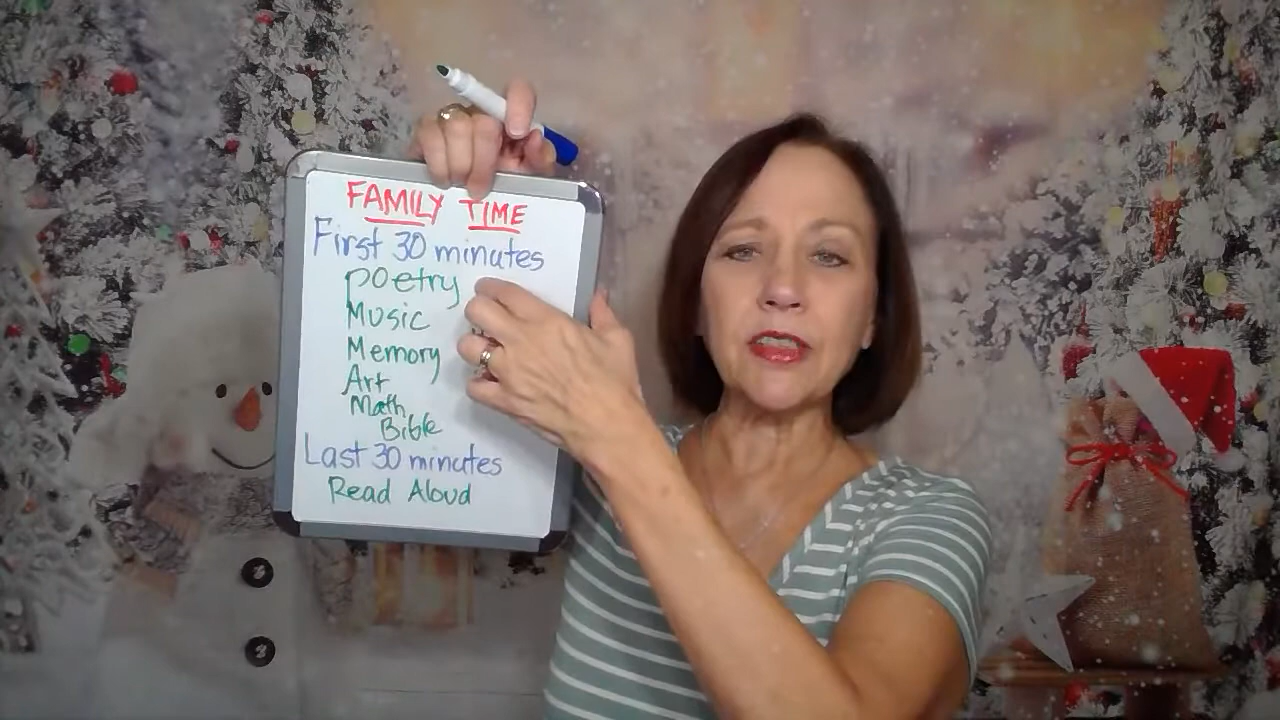 FAMILY TIME
First 30 minutes
poetry
Music
Memory
Art
Math
Bible
Last 30 minutes
Read Aloud